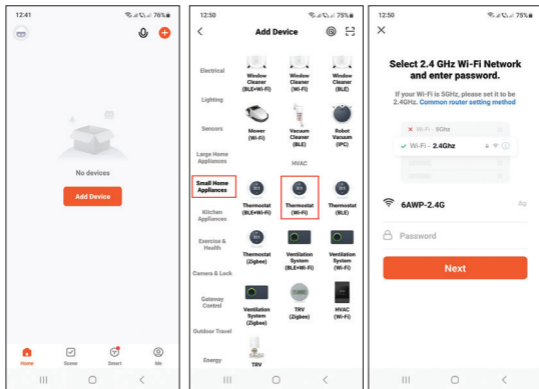 12:41
76%
No devices
Add Device
Home
Scene
Smart
Me
12:50
75%
Add Device
Electrical
Lighting
Sensors
Large Home
Appliances
Small Home
Appliances
Kitchen
Appliances
Exercise &
Health
Camera & Lock
Gateway
Control
Outdoor Travel
Energy
Window
Cleaner
(BLE+Wi-Fi)
Window
Cleaner
(Wi-Fi)
Window
Cleaner
(BLE)
Mower
(Wi-Fi)
Vacuum
Cleaner
(BLE)
Robot
Vacuum
(IPC)
HVAC
Thermostat
(BLE+Wi-Fi)
Thermostat
(Wi-Fi)
Thermostat
(BLE)
Thermostat
(Zigbee)
Ventilation
System
(BLE+Wi-Fi)
Ventilation
System
(Wi-Fi)
Ventilation
System
(Zigbee)
TRV
(Zigbee)
HVAC
(Wi-Fi)
TRV
12:50
75%
Select 2.4 GHz Wi-Fi Network
and enter password.
If your Wi-Fi is 5GHz, please set it to be
2.4GHz. Common router setting method
Wi-Fi - 5Ghz
Wi-Fi - 2.4Ghz
6AWP-2.4G
Password
Next